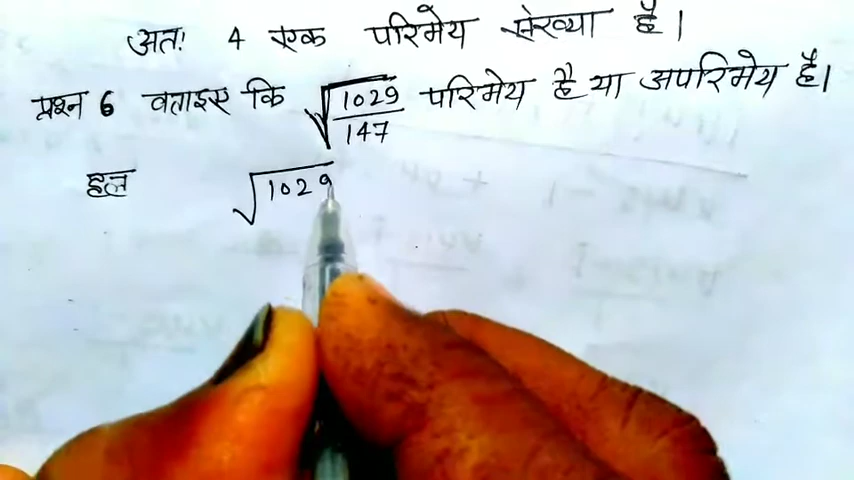 अतः 4 एक परिमेय संख्या है।
प्रश्न 6 बताइए कि √1029/147 परिमेय है या अपरिमेय है।
हल √1029